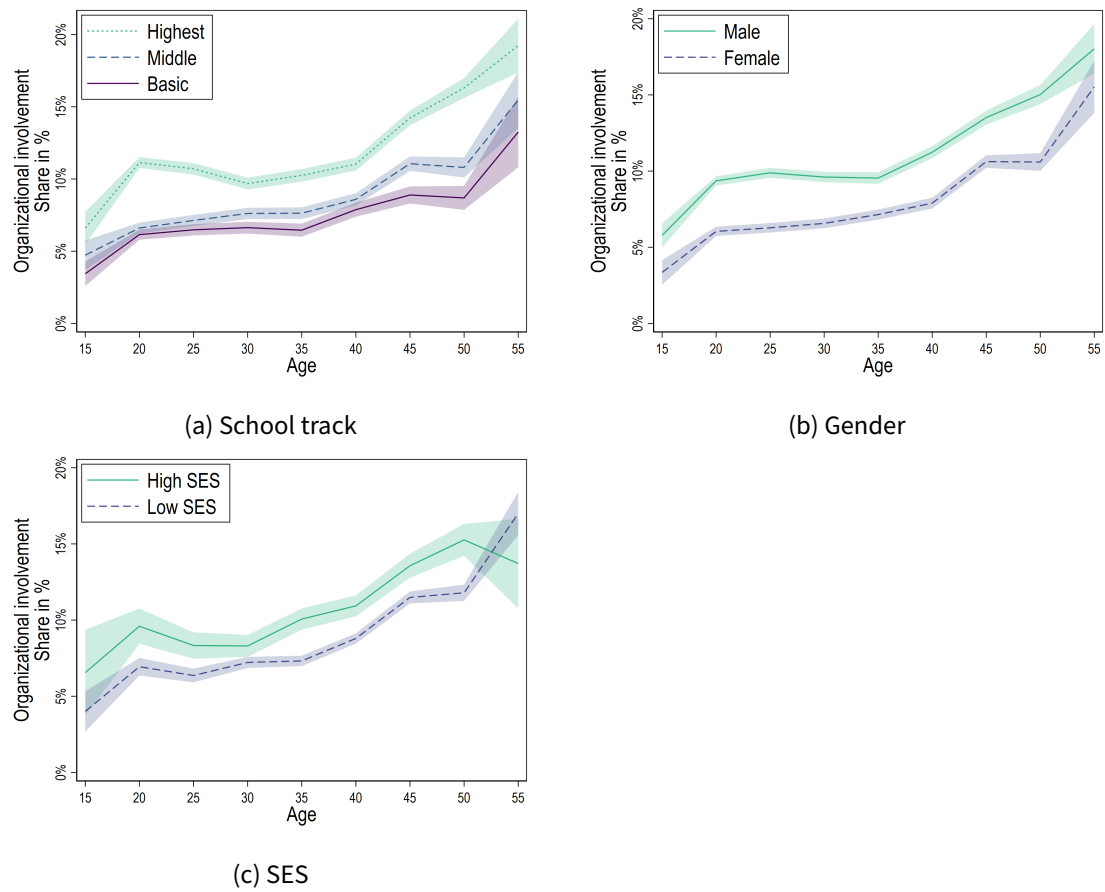 Organizational involvement
Share in %
0% 5% 10% 15% 20%
Highest
Middle
Basic
15 20 25 30 35 40 45 50 55
Age
(a) School track
Organizational involvement
Share in %
0% 5% 10% 15% 20%
Male
Female
15 20 25 30 35 40 45 50 55
Age
(b) Gender
Organizational involvement
Share in %
0% 5% 10% 15% 20%
High SES
Low SES
15 20 25 30 35 40 45 50 55
Age
(c) SES